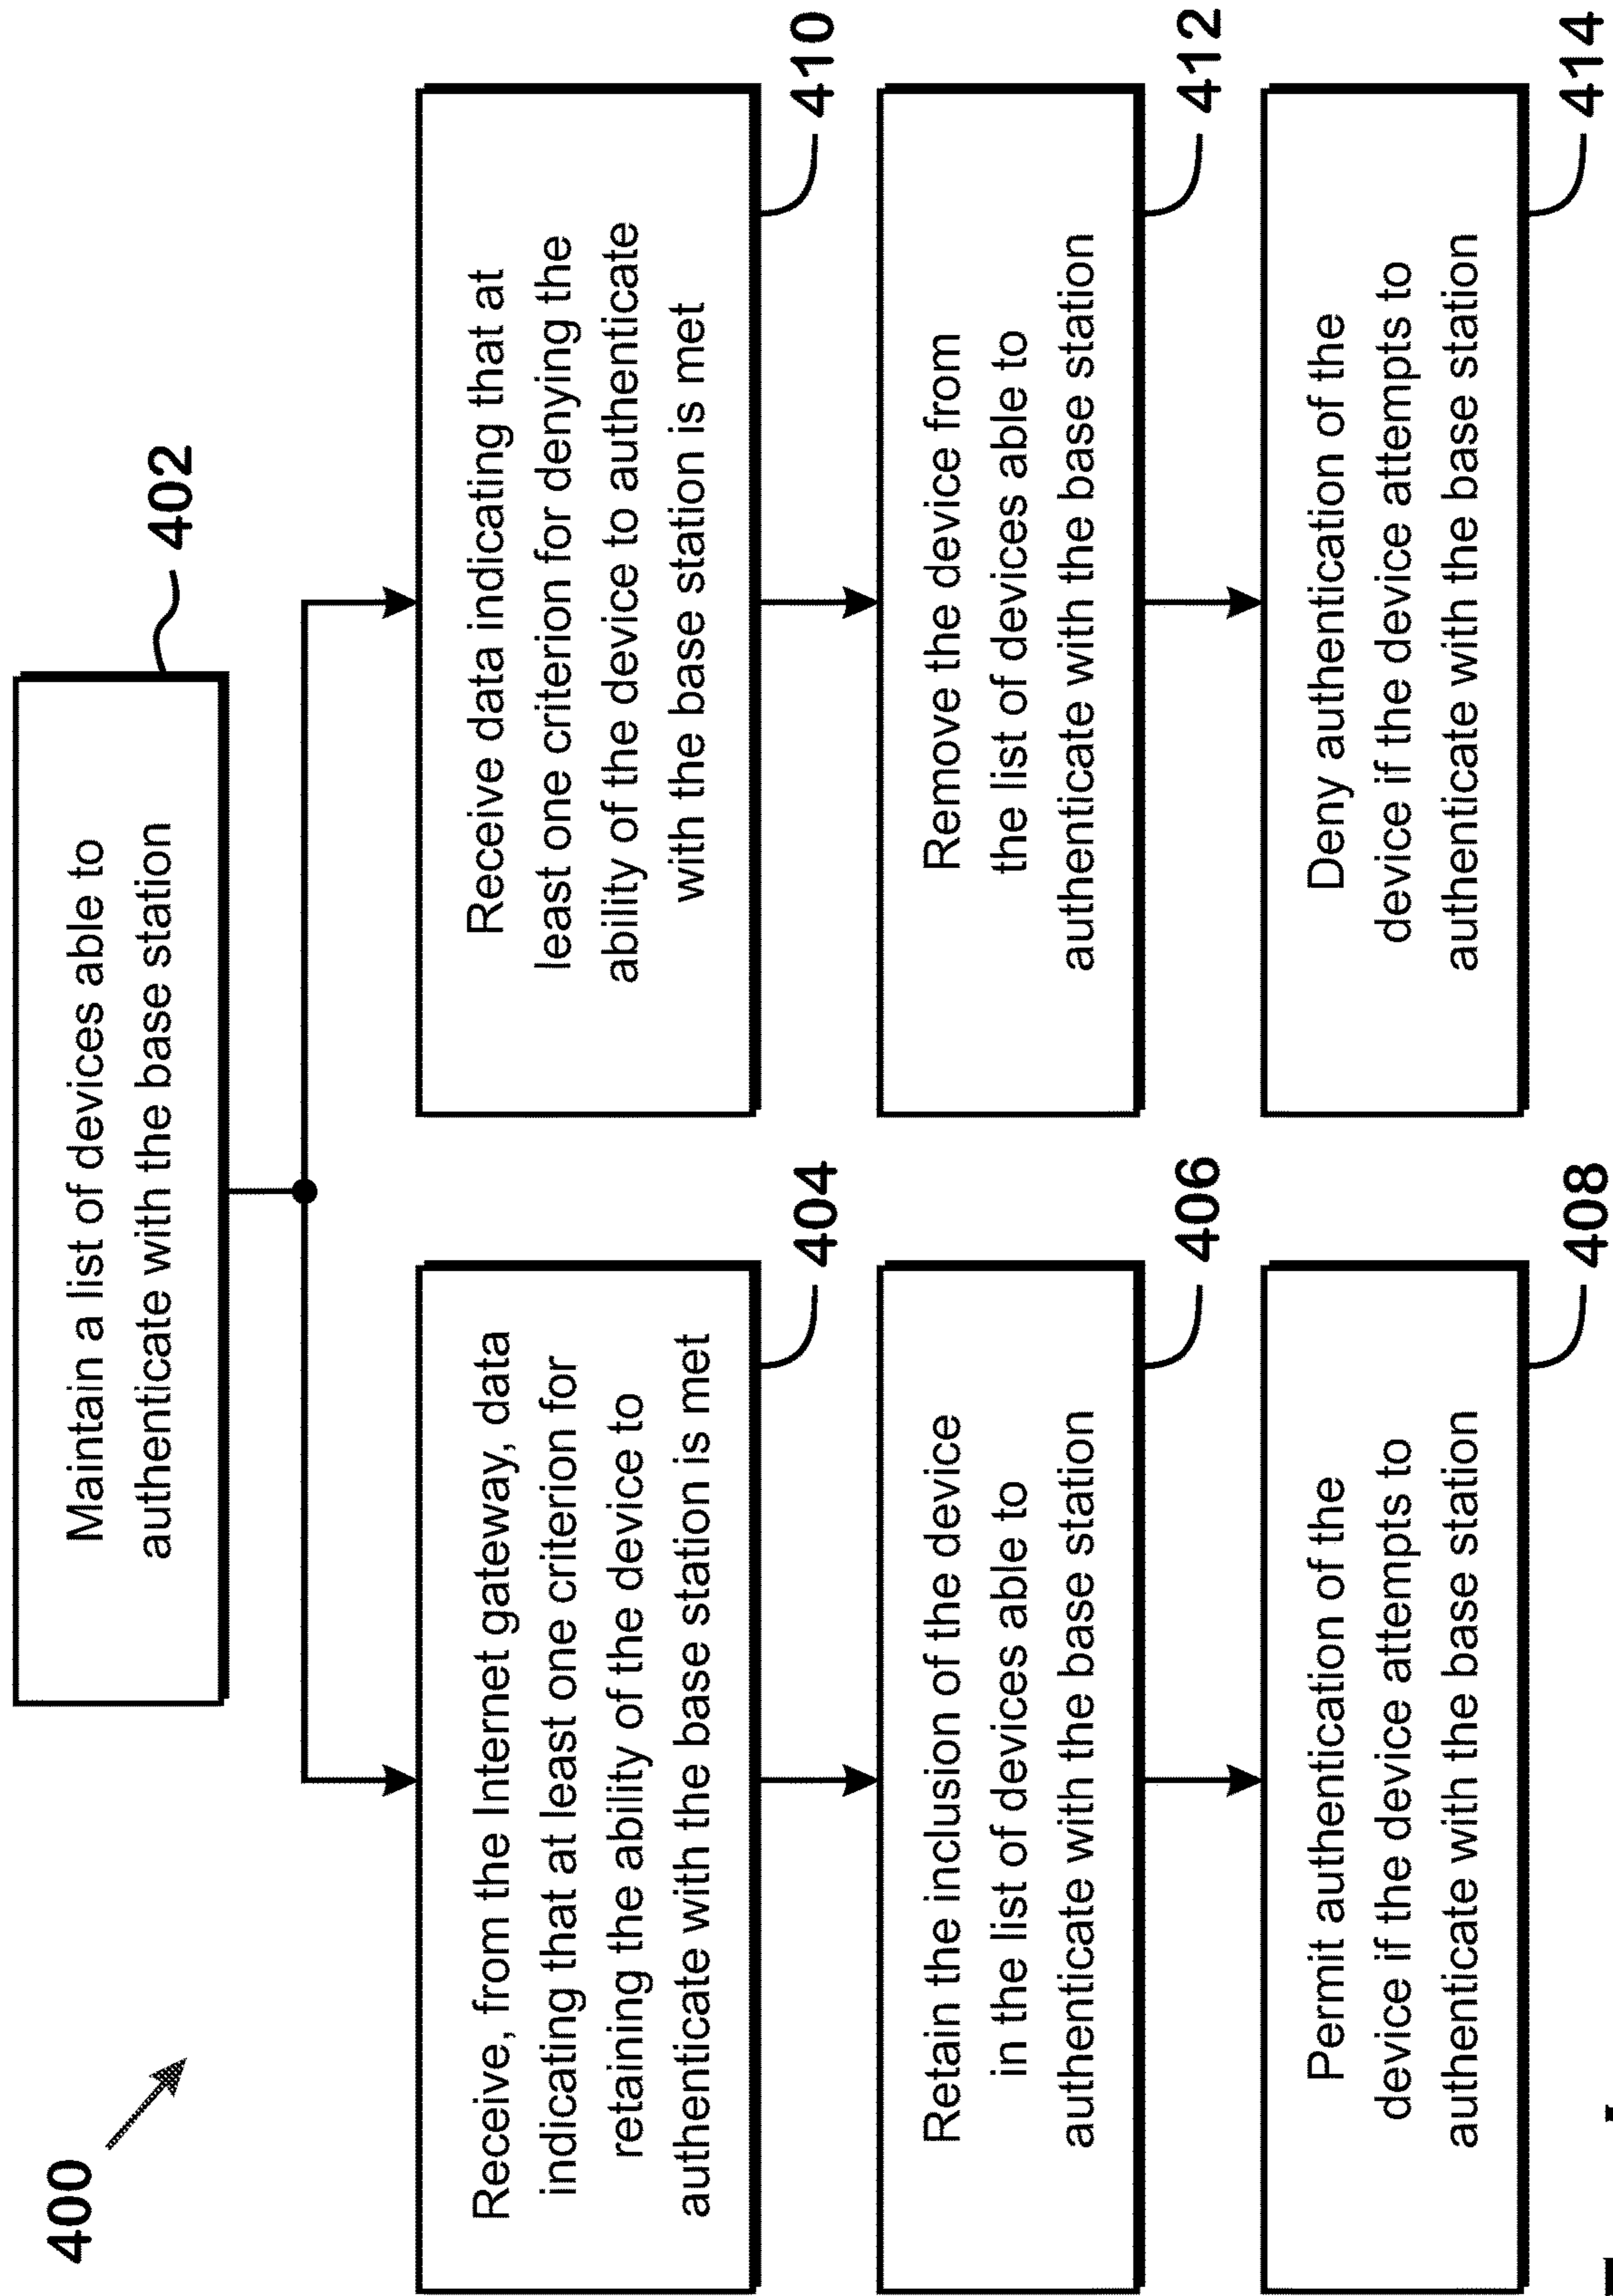 400
Maintain a list of devices able to
authenticate with the base station
402
Receive, from the Internet gateway, data
indicating that at least one criterion for
retaining the ability of the device to
authenticate with the base station is met
404
Retain the inclusion of the device
in the list of devices able to
authenticate with the base station
406
Permit authentication of the
device if the device attempts to
authenticate with the base station
408
Receive data indicating that at
least one criterion for denying the
ability of the device to authenticate
with the base station is met
410
Remove the device from
the list of devices able to
authenticate with the base station
412
Deny authentication of the
device if the device attempts to
authenticate with the base station
414